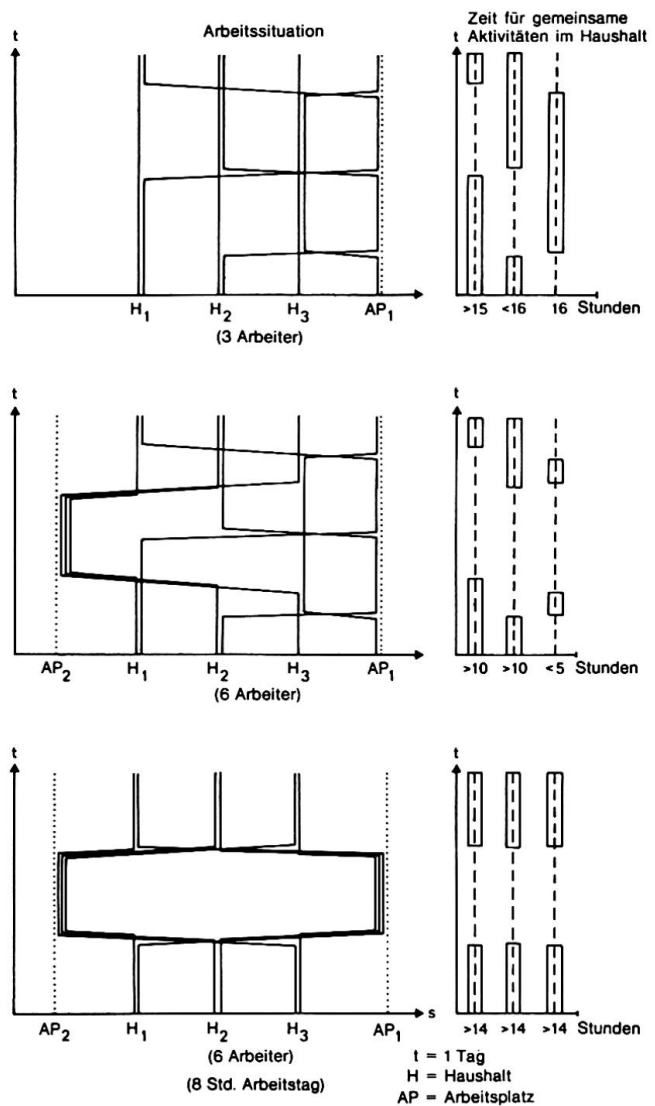 Arbeitssituation
Zeit für gemeinsame
Aktivitäten im Haushalt
t
t
H1 H2 H3 AP1
(3 Arbeiter)
>15 <16 16 Stunden
t
t
AP2 H1 H2 H3 AP1
(6 Arbeiter)
>10 >10 <5 Stunden
t
t
s
AP2 H1 H2 H3 AP1
(6 Arbeiter)
(8 Std. Arbeitstag)
>14 >14 >14 Stunden
t = 1 Tag
H = Haushalt
AP = Arbeitsplatz